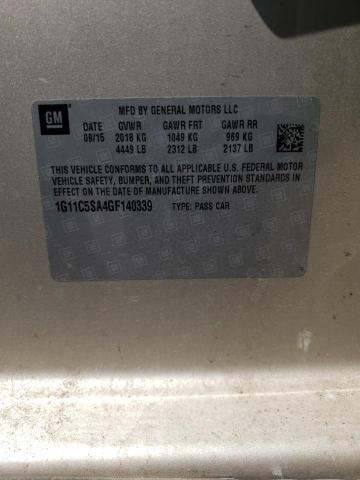 GM
MFD BY GENERAL MOTORS LLC
DATE GVWR GAWR FRT GAWR RR
09/15 2018 KG 1049 KG 969 KG
4449 LB 2312 LB 2137 LB
THIS VEHICLE CONFORMS TO ALL APPLICABLE U.S. FEDERAL MOTOR
VEHICLE SAFETY, BUMPER, AND THEFT PREVENTION STANDARDS IN
EFFECT ON THE DATE OF MANUFACTURE SHOWN ABOVE.
1G11C5SA4GF140339 TYPE: PASS CAR